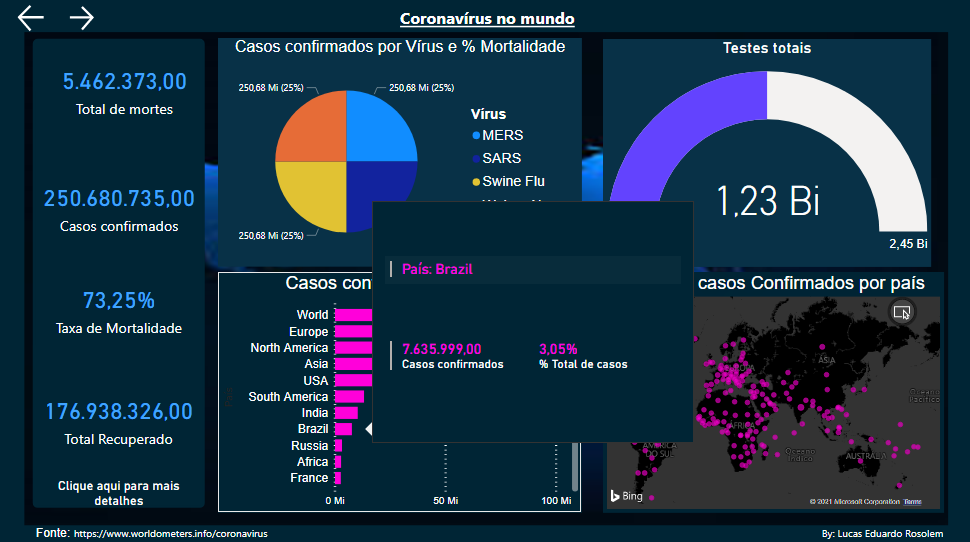 Coronavírus no mundo
5.462.373,00
Total de mortes
250.680.735,00
Casos confirmados
73,25%
Taxa de Mortalidade
176.938.326,00
Total Recuperado
Clique aqui para mais
detalhes
Casos confirmados por Vírus e % Mortalidade
250,68 Mi (25%)
250,68 Mi (25%)
250,68 Mi (25%)
Vírus
MERS
SARS
Swine Flu
Testes totais
1,23 Bi
2,45 Bi
Casos
World
Europe
North America
Asia
USA
South America
India
Brazil
Russia
Africa
France
0 Mi
50 Mi
100 Mi
País: Brazil
7.635.999,00
Casos confirmados
3,05%
% Total de casos
casos Confirmados por país
ÁSIA
ÁFRICA
AMÉRICA
DO SUL
Oceano
Índico
AUSTRÁLIA
Bing
© 2021 Microsoft Corporation Terms
Fonte: https://www.worldometers.info/coronavirus
By: Lucas Eduardo Rosolem